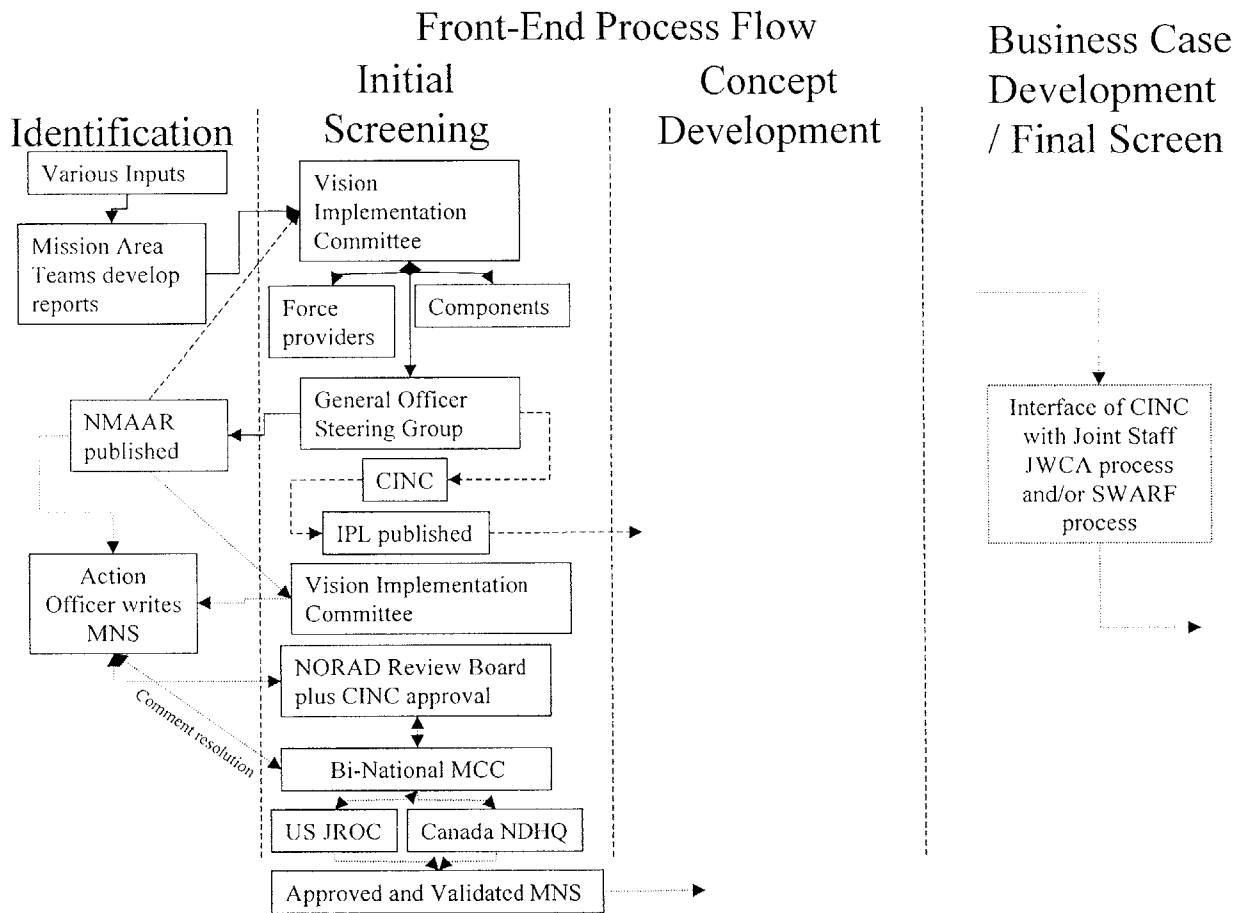 Front-End Process Flow
Identification
Initial
Screening
Concept
Development
Business Case
Development
/ Final Screen
Various Inputs
Mission Area
Teams develop
reports
Vision
Implementation
Committee
Force
providers
Components
General Officer
Steering Group
NMAAR
published
CINC
IPL published
Interface of CINC
with Joint Staff
JWCA process
and/or SWARF
process
Action
Officer writes
MNS
Vision Implementation
Committee
NORAD Review Board
plus CINC approval
Comment resolution
Bi-National MCC
US JROC
Canada NDHQ
Approved and Validated MNS